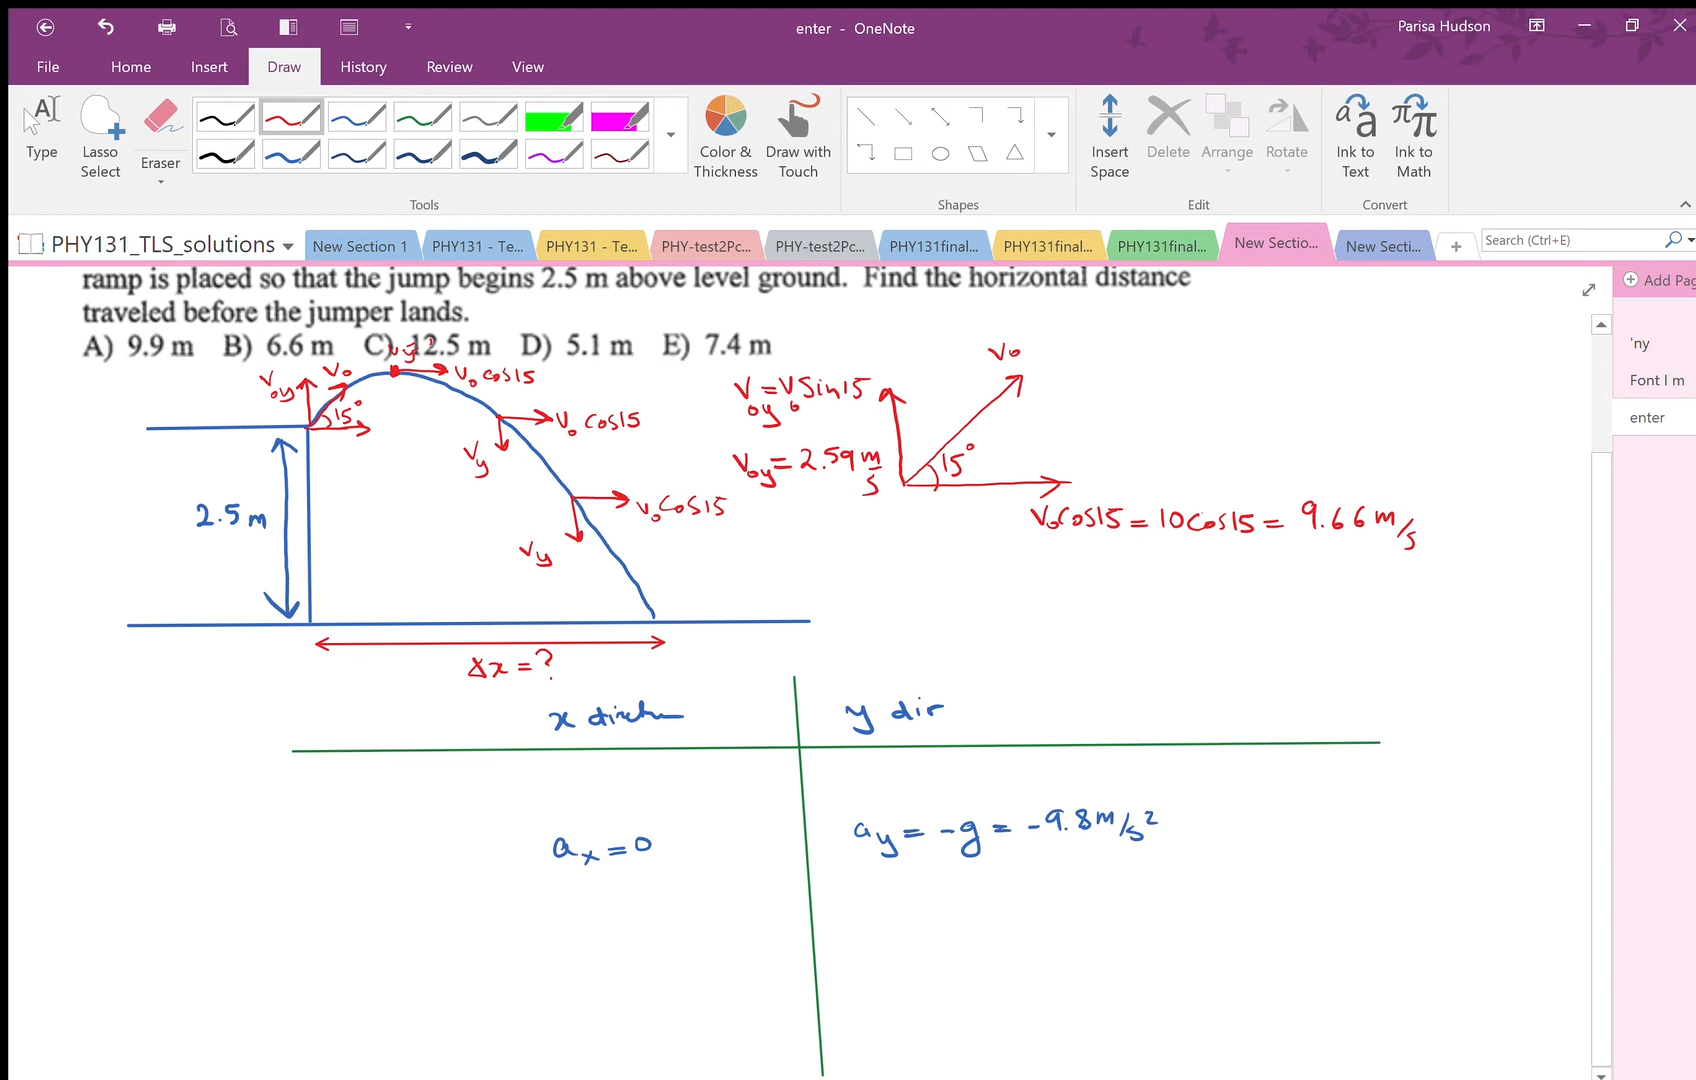 enter - OneNote
Parisa Hudson
File Home Insert Draw History Review View
Type
Lasso Select
Eraser
Color & Thickness
Draw with Touch
Insert Space
Delete
Arrange
Rotate
Ink to Text
Ink to Math
Tools
Shapes
Edit
Convert
PHY131_TLS_solutions
New Section 1
PHY131 - Te...
PHY131 - Te...
PHY-test2Pc...
PHY-test2Pc...
PHY131final...
PHY131final...
PHY131final...
New Sectio...
New Secti...
Search (Ctrl+E)
Add Pag
'ny
Font I m
enter
ramp is placed so that the jump begins 2.5 m above level ground. Find the horizontal distance
traveled before the jumper lands.
A) 9.9 m B) 6.6 m C) 12.5 m D) 5.1 m E) 7.4 m
Voy
Vo
15°
Vy
Vo cos15
Vo cos15
Vy
Vo cos15
Vy
2.5 m
Δx = ?
Voy = Vo Sin15
Voy = 2.59 m/s
Vo
15°
Vo cos15 = 10 cos15 = 9.66 m/s
y dir
ax = 0
ay = -g = -9.8 m/s²